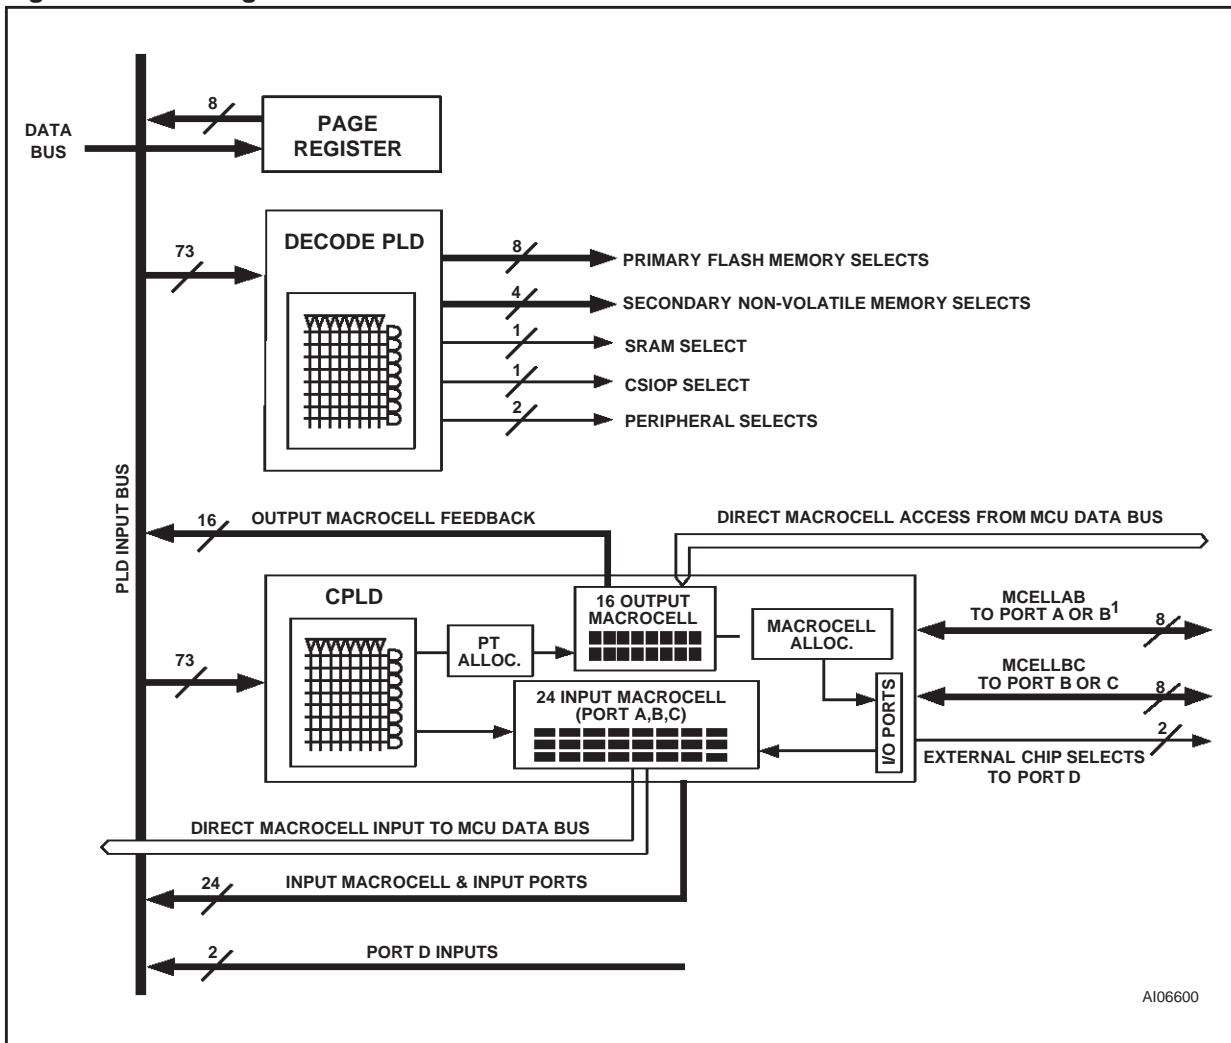 8
PAGE
REGISTER
DATA
BUS
73
DECODE PLD
8
PRIMARY FLASH MEMORY SELECTS
4
SECONDARY NON-VOLATILE MEMORY SELECTS
1
SRAM SELECT
1
CSIOP SELECT
2
PERIPHERAL SELECTS
PLD INPUT BUS
16
OUTPUT MACROCELL FEEDBACK
DIRECT MACROCELL ACCESS FROM MCU DATA BUS
CPLD
73
PT
ALLOC.
16 OUTPUT
MACROCELL
MACROCELL
ALLOC.
24 INPUT MACROCELL
(PORT A,B,C)
I/O PORTS
MCELLAB
TO PORT A OR B1
8
MCELLBC
TO PORT B OR C
8
2
EXTERNAL CHIP SELECTS
TO PORT D
DIRECT MACROCELL INPUT TO MCU DATA BUS
24
INPUT MACROCELL & INPUT PORTS
2
PORT D INPUTS
AI06600